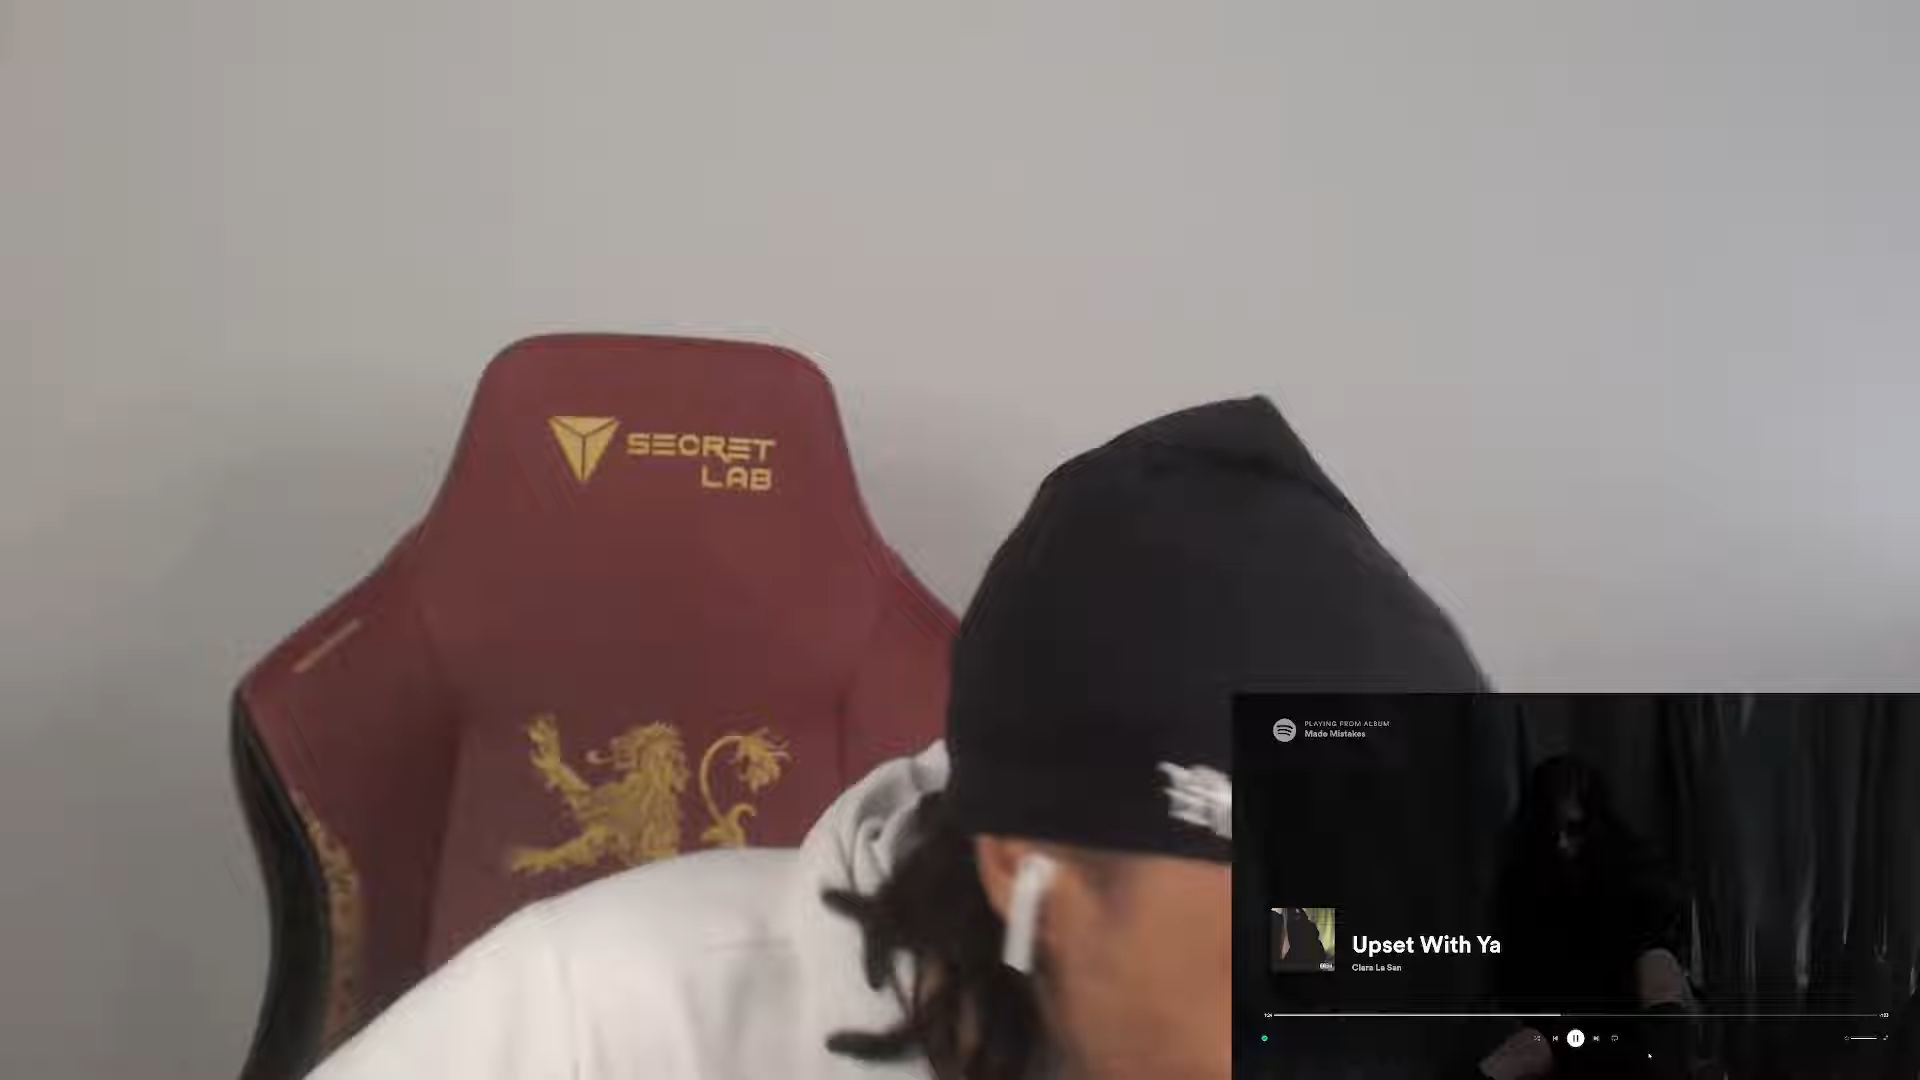 SECRET
LAB
PLAYING FROM ALBUM
Made Mistakes
Upset With Ya
Clara La San